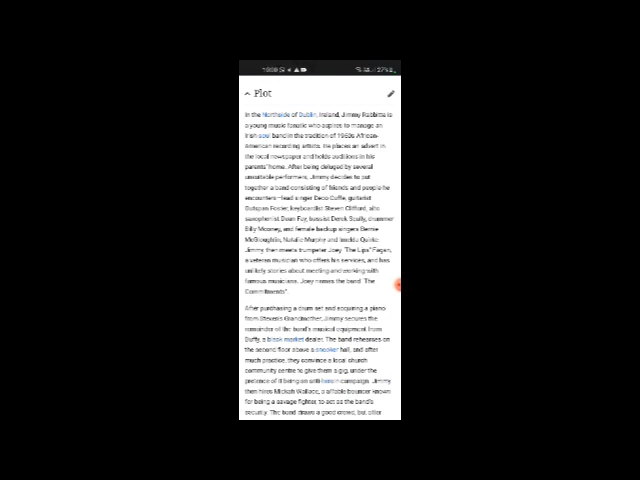 Plot
In the Northside of Dublin, Ireland, Jimmy Rabbitte is
a young music fanatic who aspires to manage an
Irish soul band in the tradition of 1960s African-
American recording artists. He places an advert in
the local newspaper and holds auditions in his
parents' home. After being deluged by several
unsuitable performers, Jimmy decides to put
together a band consisting of friends and people he
encounters—lead singer Deco Cuffe, guitarist
Outspan Foster, keyboardist Steven Clifford, alto
saxophonist Dean Fay, bassist Derek Scully, drummer
Billy Mooney, and female backup singers Bernie
McGloughlin, Natalie Murphy and Imelda Quirke.
Jimmy then meets trumpeter Joey "The Lips" Fagan,
a veteran musician who offers his services, and has
unlikely stories about meeting and working with
famous musicians. Joey names the band "The
Commitments".
After purchasing a drum set and acquiring a piano
from Steven's Grandmother, Jimmy secures the
remainder of the band's musical equipment from
Duffy, a black market dealer. The band rehearses on
the second floor above a snooker hall, and after
much practice, they convince a local church
community centre to give them a gig, under the
pretence of it being an anti-heroin campaign. Jimmy
then hires Mickah Wallace, a affable bouncer known
for being a savage fighter, to act as the band's
security. The band draws a good crowd, but after